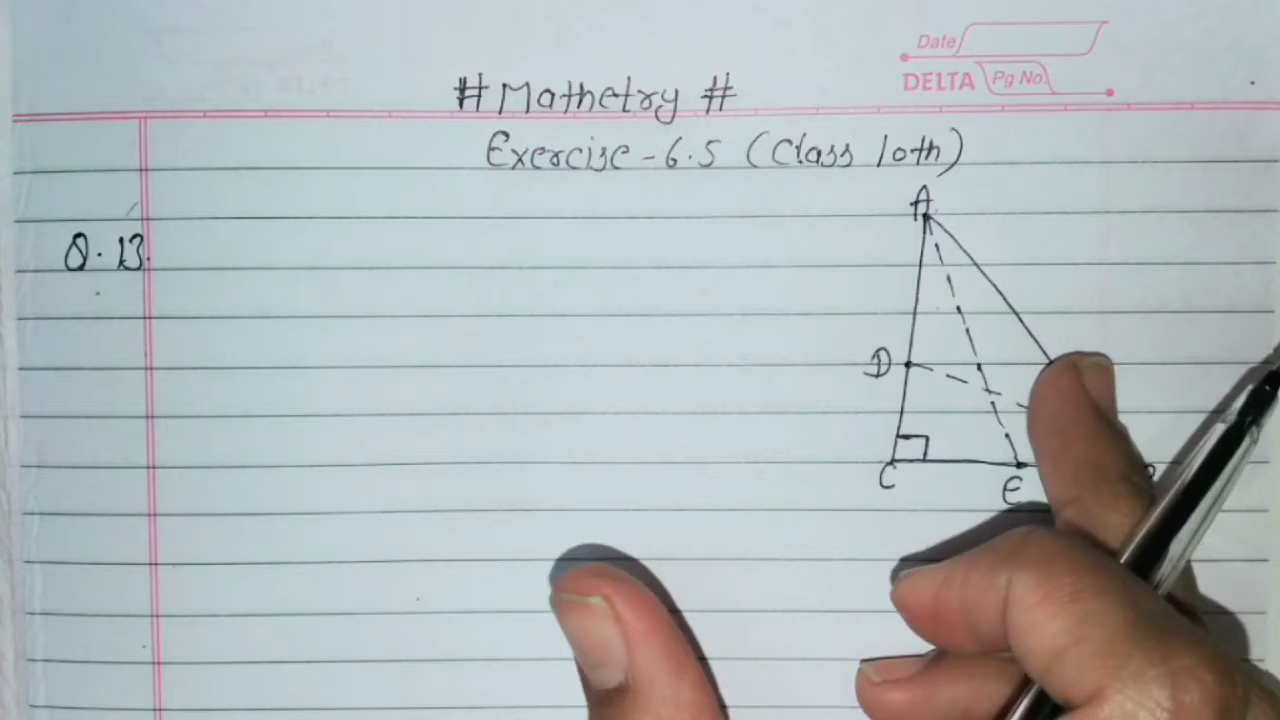 Date
DELTA Pg No.
# Mathetry #
Exercise - 6.5 (Class 10th)
Q. 13.
A
D
C
E